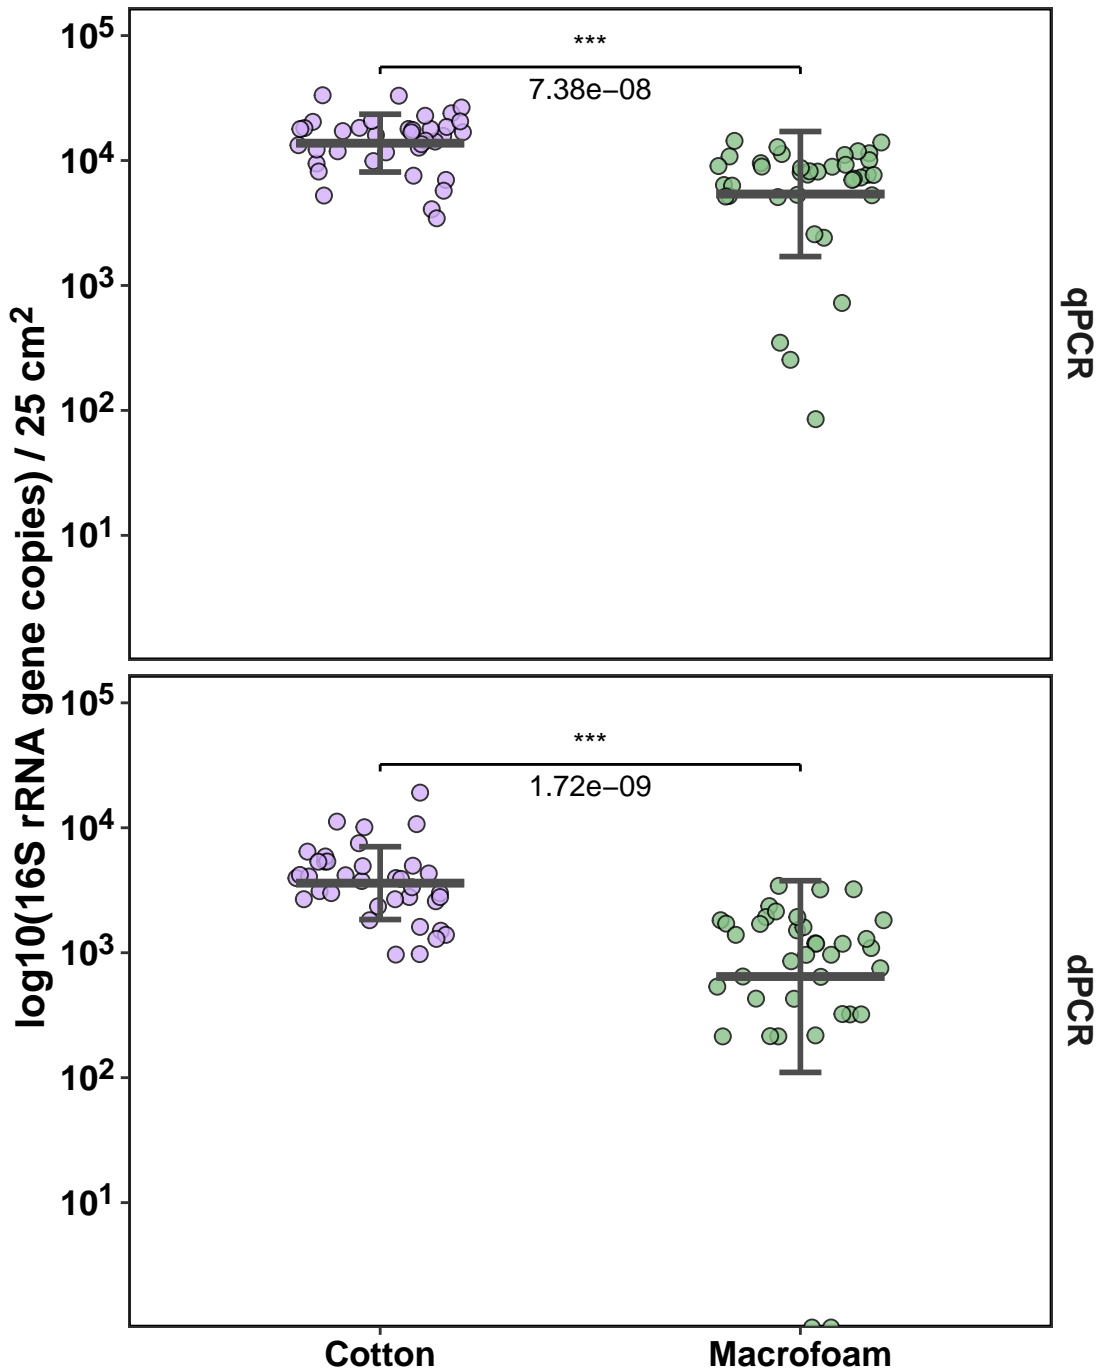 log10(16S rRNA gene copies) / 25 cm²
10⁵
10⁴
10³
10²
10¹
***
7.38e−08
qPCR
10⁵
10⁴
10³
10²
10¹
***
1.72e−09
dPCR
Cotton
Macrofoam